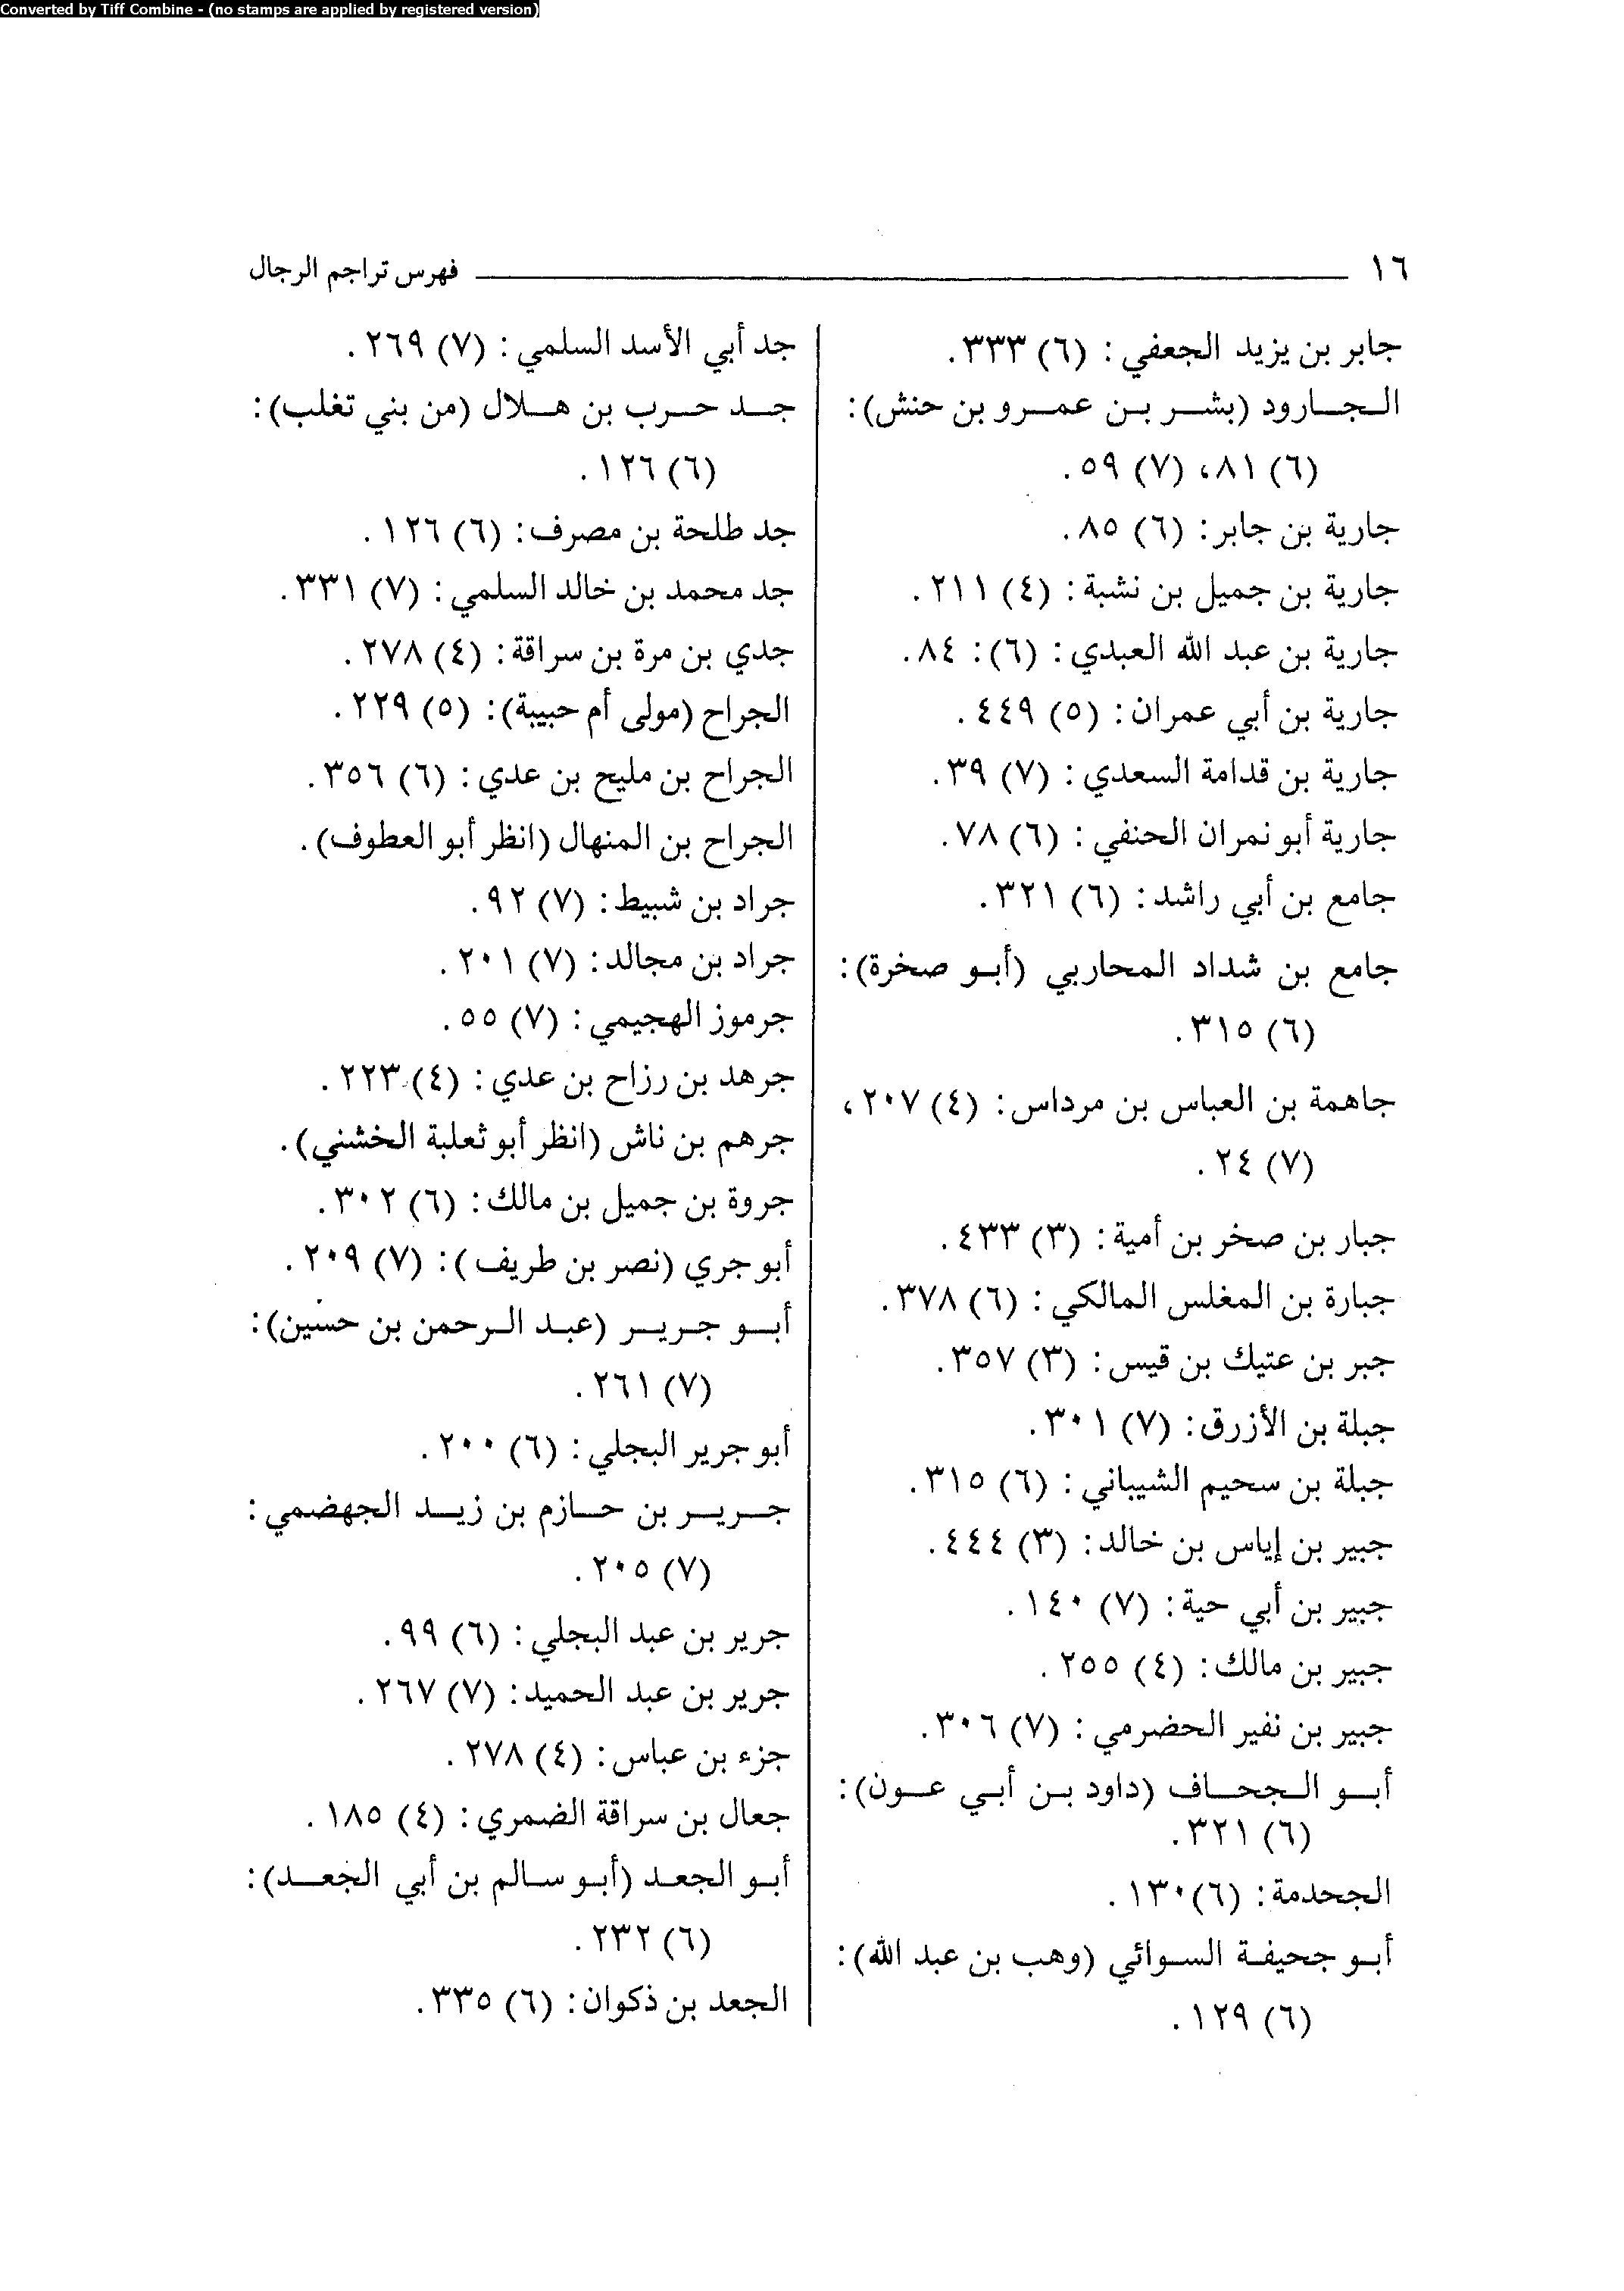 Converted by Tiff Combine - (no stamps are applied by registered version)
١٦ فهرس تراجم الرجال
جابر بن يزيد الجعفي: (٦) ٣٣٣.
الجارود (بشر بن عمرو بن حنش):
(٦) ٨١، (٧) ٥٩.
جارية بن جابر: (٦) ٨٥.
جارية بن جميل بن نشبة: (٤) ٢١١.
جارية بن عبد الله العبدي: (٦): ٨٤.
جارية بن أبي عمران: (٥) ٤٤٩.
جارية بن قدامة السعدي: (٧) ٣٩.
جارية أبو نمران الحنفي: (٦) ٧٨.
جامع بن أبي راشد: (٦) ٣٢١.
جامع بن شداد المحاربي (أبو صخرة):
(٦) ٣١٥.
جاهمة بن العباس بن مرداس: (٤) ٢٠٧،
(٧) ٢٤.
جبار بن صخر بن أمية: (٣) ٤٣٣.
جبارة بن المغلس المالكي: (٦) ٣٧٨.
جبر بن عتيك بن قيس: (٣) ٣٥٧.
جبلة بن الأزرق: (٧) ٣٠١.
جبلة بن سحيم الشيباني: (٦) ٣١٥.
جبير بن إياس بن خالد: (٣) ٤٤٤.
جبير بن أبي حية: (٧) ١٤٠.
جبير بن مالك: (٤) ٢٥٥.
جبير بن نفير الحضرمي: (٧) ٣٠٦.
أبو الجحاف (داود بن أبي عون):
(٦) ٣٢١.
الجحدمة: (٦) ١٣٠.
أبو جحيفة السوائي (وهب بن عبد الله):
(٦) ١٢٩.
جد أبي الأسد السلمي: (٧) ٢٦٩.
جد حرب بن هلال (من بني تغلب):
(٦) ١٢٦.
جد طلحة بن مصرف: (٦) ١٢٦.
جد محمد بن خالد السلمي: (٧) ٣٣١.
جدي بن مرة بن سراقة: (٤) ٢٧٨.
الجراح (مولى أم حبيبة): (٥) ٢٢٩.
الجراح بن مليح بن عدي: (٦) ٣٥٦.
الجراح بن المنهال (انظر أبو العطوف).
جراد بن شبيط: (٧) ٩٢.
جراد بن مجالد: (٧) ٢٠١.
جرموز الهجيمي: (٧) ٥٥.
جرهد بن رزاح بن عدي: (٤) ٢٢٣.
جرهم بن ناش (انظر أبو ثعلبة الخشني).
جروة بن جميل بن مالك: (٦) ٣٠٢.
أبو جري (نصر بن طريف): (٧) ٢٠٩.
أبو جرير (عبد الرحمن بن حسين):
(٧) ٢٦١.
أبو جرير البجلي: (٦) ٢٠٠.
جرير بن حازم بن زيد الجهضمي:
(٧) ٢٠٥.
جرير بن عبد البجلي: (٦) ٩٩.
جرير بن عبد الحميد: (٧) ٢٦٧.
جزء بن عباس: (٤) ٢٧٨.
جعال بن سراقة الضمري: (٤) ١٨٥.
أبو الجعد (أبو سالم بن أبي الجعد):
(٦) ٢٣٢.
الجعد بن ذكوان: (٦) ٣٣٥.